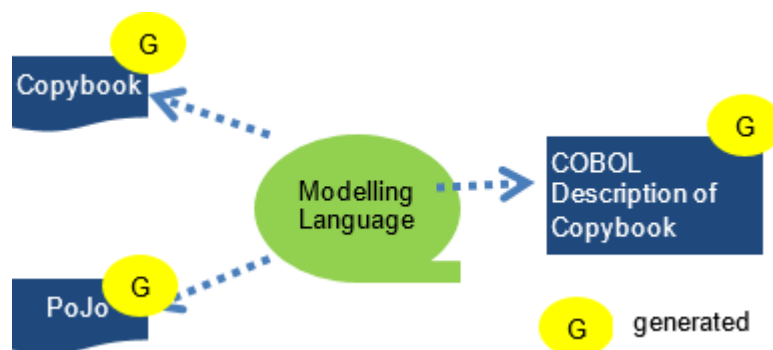 G
Copybook
G
COBOL
Description of
Copybook
Modelling
Language
G
PoJo
G
generated